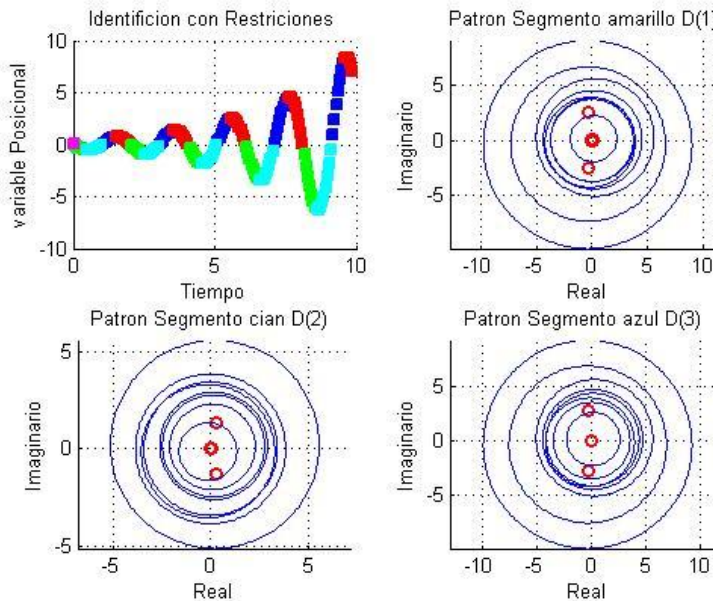 Identificion con Restriciones
10
5
0
-5
-10
0
5
10
variable Posicional
Tiempo
Patron Segmento amarillo D(1)
5
0
-5
-10
-5
0
5
10
Imaginario
Real
Patron Segmento cian D(2)
5
0
-5
-5
0
5
Imaginario
Real
Patron Segmento azul D(3)
5
0
-5
-10
-5
0
5
10
Imaginario
Real